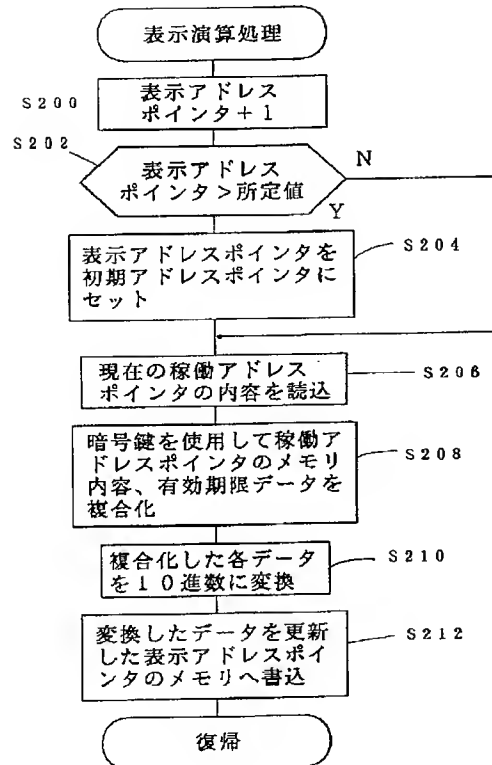 表示演算処理
S200
表示アドレス
ポインタ+1
S202
表示アドレス
ポインタ>所定値
N
Y
表示アドレスポインタを
初期アドレスポインタに
セット
S204
現在の稼働アドレス
ポインタの内容を読込
S206
暗号鍵を使用して稼働ア
ドレスポインタのメモリ
内容、有効期限データを
複合化
S208
複合化した各データ
を10進数に変換
S210
変換したデータを更新
した表示アドレスポイ
ンタのメモリへ書込
S212
復帰